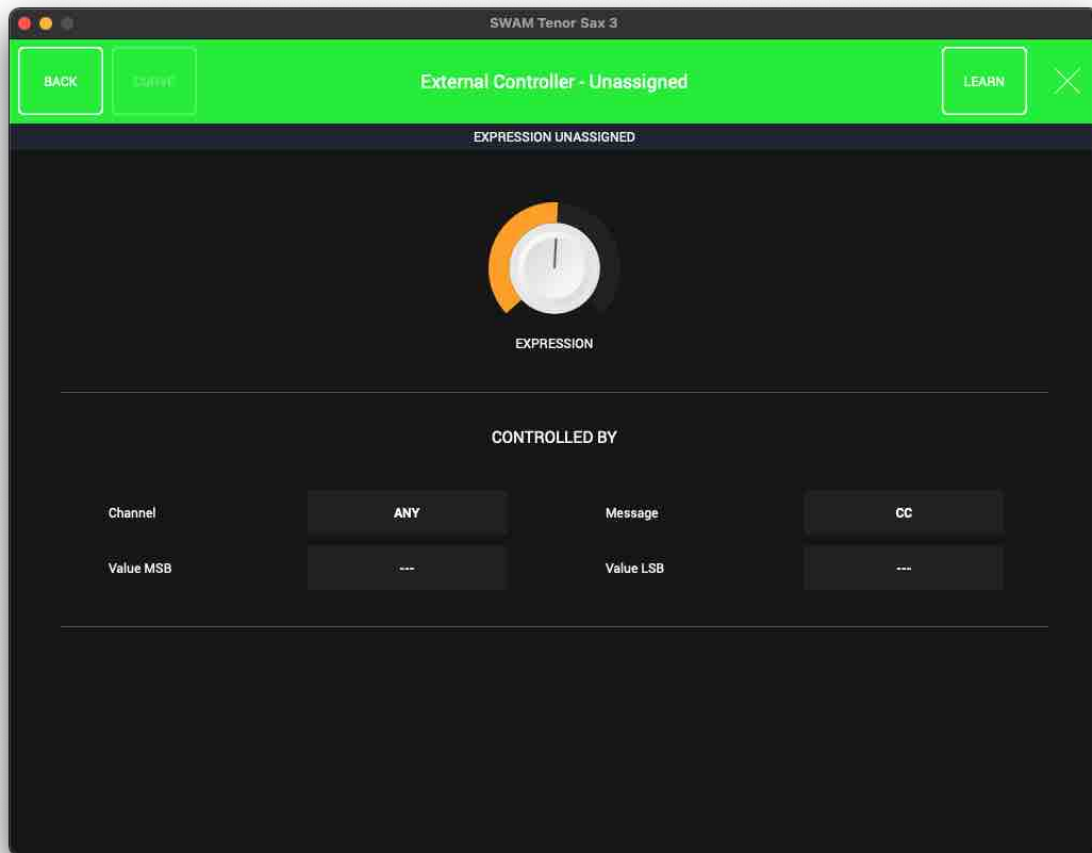 SWAM Tenor Sax 3
BACK
CURVE
External Controller - Unassigned
LEARN
EXPRESSION UNASSIGNED
EXPRESSION
CONTROLLED BY
Channel
ANY
Message
CC
Value MSB
---
Value LSB
---